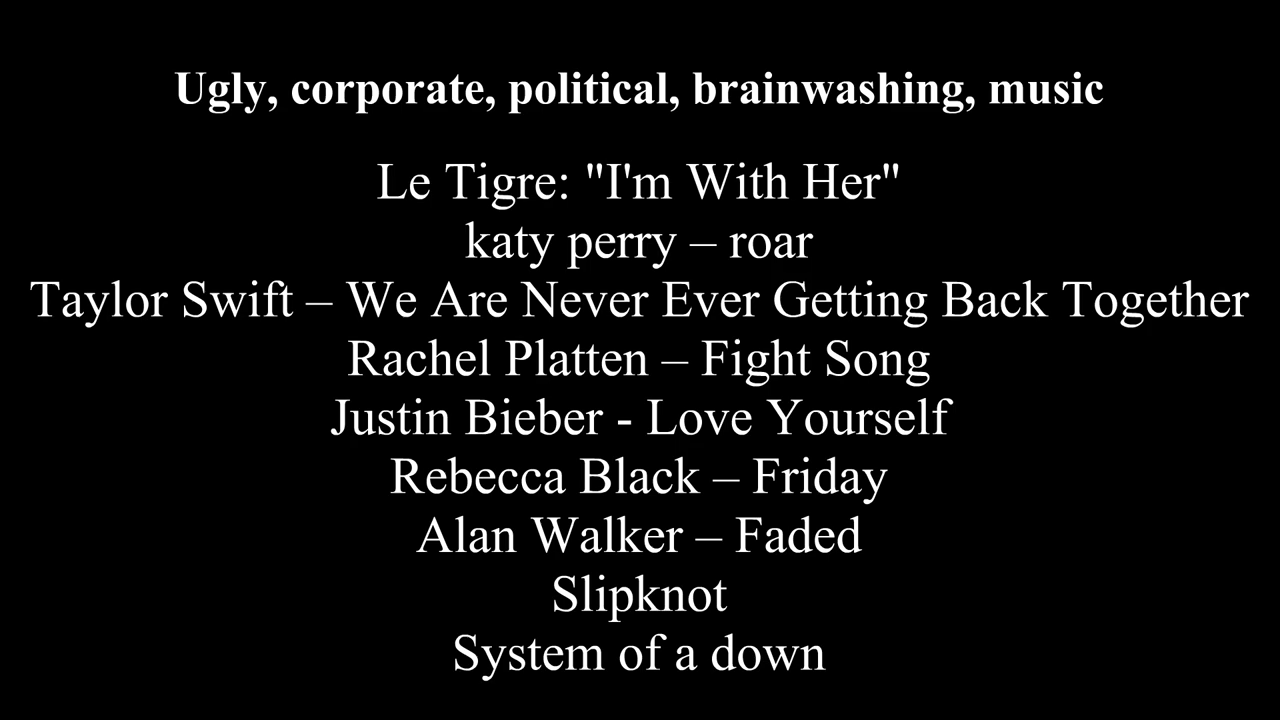 Ugly, corporate, political, brainwashing, music
Le Tigre: "I'm With Her"
katy perry – roar
Taylor Swift – We Are Never Ever Getting Back Together
Rachel Platten – Fight Song
Justin Bieber - Love Yourself
Rebecca Black – Friday
Alan Walker – Faded
Slipknot
System of a down